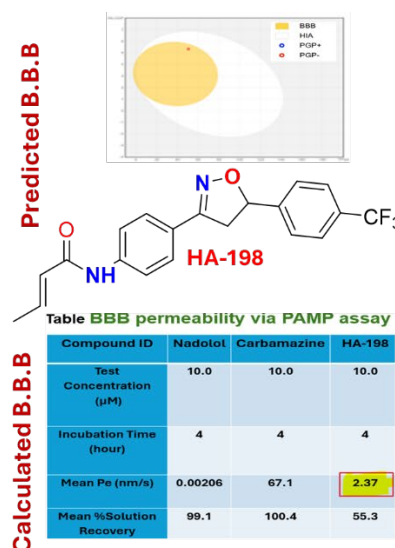 Predicted B.B.B
BBB
HIA
PGP+
PGP-
N
O
O
NH
CF3
HA-198
Table BBB permeability via PAMP assay
Calculated B.B.B
Compound ID Nadolol Carbamazine HA-198
Test Concentration (µM) 10.0 10.0 10.0
Incubation Time (hour) 4 4 4
Mean Pe (nm/s) 0.00206 67.1 2.37
Mean %Solution Recovery 99.1 100.4 55.3